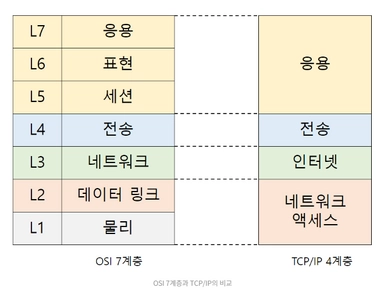 L7 응용
L6 표현
L5 세션
L4 전송
L3 네트워크
L2 데이터 링크
L1 물리
OSI 7계층
응용
전송
인터넷
네트워크
액세스
TCP/IP 4계층
OSI 7계층과 TCP/IP의 비교